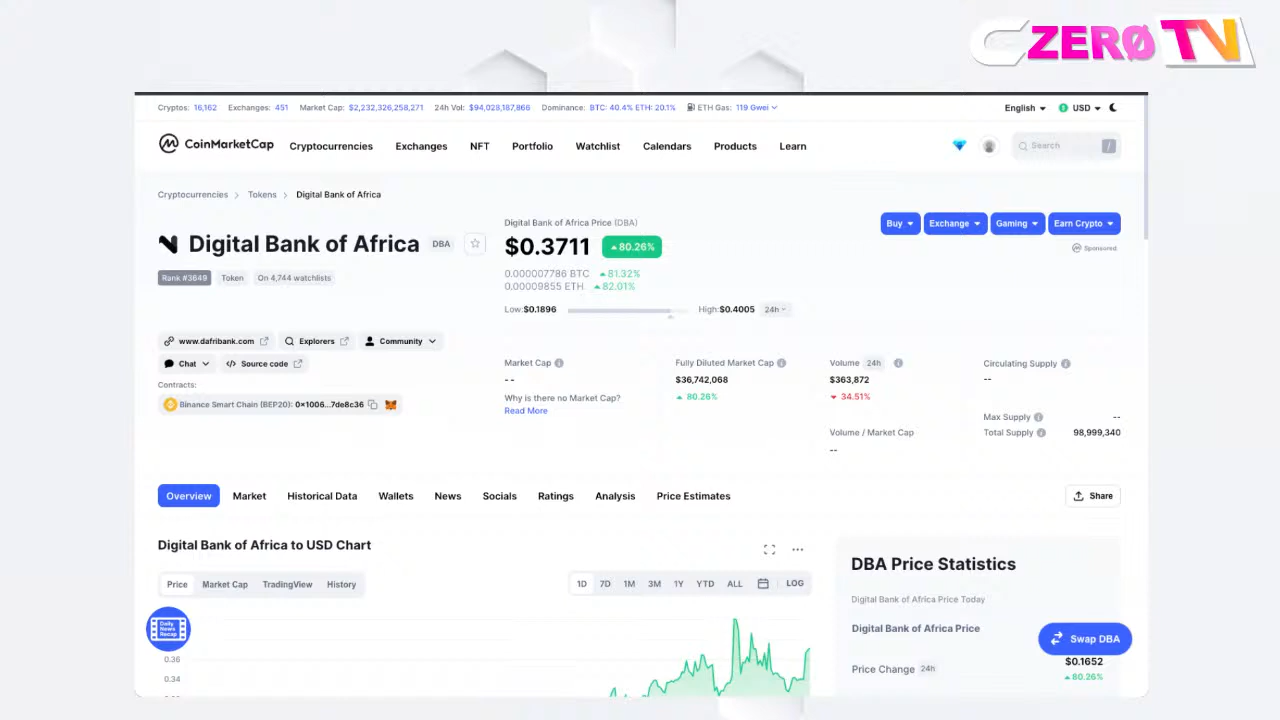 CZERØ TV
Cryptos: 16,162 Exchanges: 451 Market Cap: $2,232,326,258,271 24h Vol: $94,028,187,866 Dominance: BTC: 40.4% ETH: 20.1% ETH Gas: 119 Gwei
English USD
CoinMarketCap Cryptocurrencies Exchanges NFT Portfolio Watchlist Calendars Products Learn Search /
Cryptocurrencies > Tokens > Digital Bank of Africa
Digital Bank of Africa DBA
Rank #3649 Token On 4,744 watchlists
www.dafribank.com Explorers Community
Chat Source code
Contracts:
Binance Smart Chain (BEP20): 0x1006...7de8c36
Digital Bank of Africa Price (DBA)
$0.3711 80.26%
0.000007786 BTC 81.32%
0.00009855 ETH 82.01%
Low:$0.1896 High:$0.4005 24h
Buy Exchange Gaming Earn Crypto
Sponsored
Market Cap
--
Why is there no Market Cap?
Read More
Fully Diluted Market Cap
$36,742,068
80.26%
Volume 24h
$363,872
34.51%
Volume / Market Cap
--
Circulating Supply
--
Max Supply --
Total Supply 98,999,340
Overview Market Historical Data Wallets News Socials Ratings Analysis Price Estimates Share
Digital Bank of Africa to USD Chart
Price Market Cap TradingView History 1D 7D 1M 3M 1Y YTD ALL LOG
Daily
News
Recap
0.36
0.34
DBA Price Statistics
Digital Bank of Africa Price Today
Digital Bank of Africa Price
Swap DBA
Price Change 24h
$0.1652
80.26%